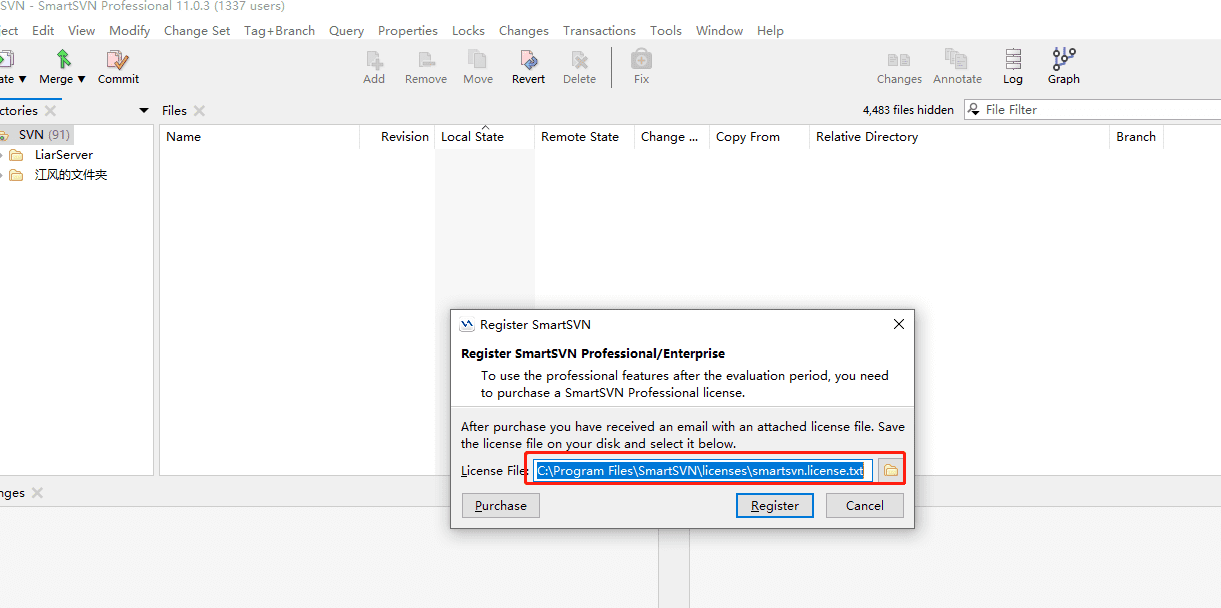 SVN - SmartSVN Professional 11.0.3 (1337 users)
ect Edit View Modify Change Set Tag+Branch Query Properties Locks Changes Transactions Tools Window Help
ate Merge Commit Add Remove Move Revert Delete Fix Changes Annotate Log Graph
ctories Files 4,483 files hidden File Filter
SVN (91) Name Revision Local State Remote State Change ... Copy From Relative Directory Branch
LiarServer
江风的文件夹
Register SmartSVN
Register SmartSVN Professional/Enterprise
To use the professional features after the evaluation period, you need
to purchase a SmartSVN Professional license.
After purchase you have received an email with an attached license file. Save
the license file on your disk and select it below.
License File: C:\Program Files\SmartSVN\licenses\smartsvn.license.txt
nges
Purchase Register Cancel